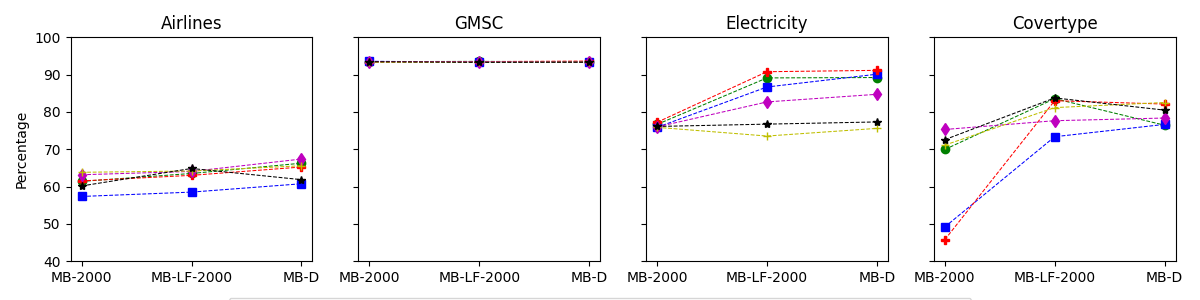 Airlines
GMSC
Electricity
Covertype
Percentage
100
90
80
70
60
50
40
MB-2000 MB-LF-2000 MB-D
MB-2000 MB-LF-2000 MB-D
MB-2000 MB-LF-2000 MB-D
MB-2000 MB-LF-2000 MB-D